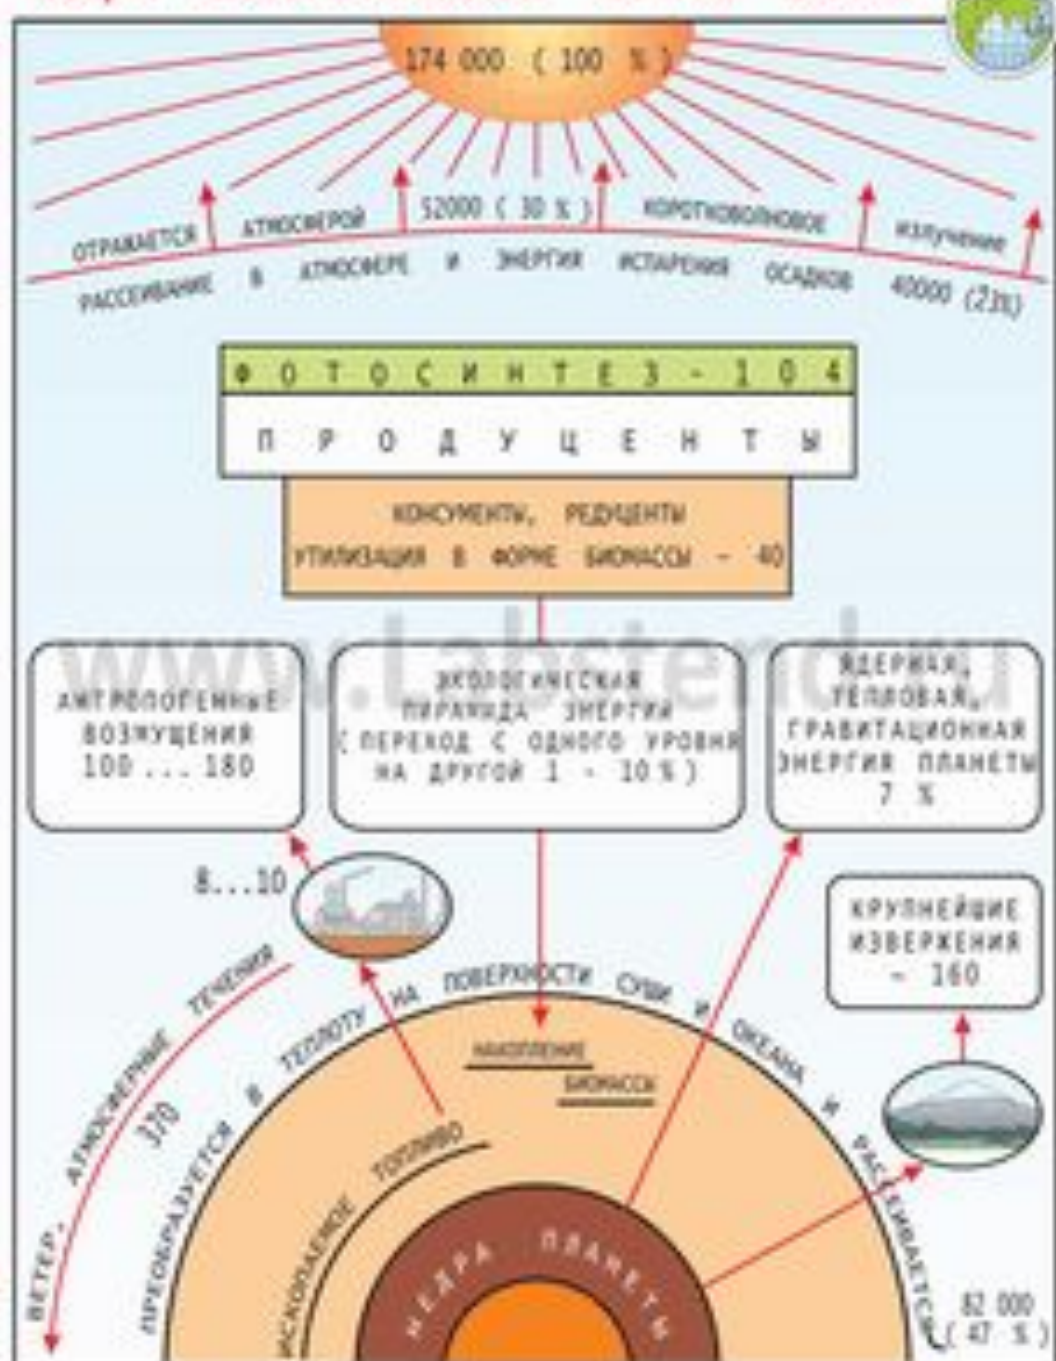 174 000 ( 100 % )
ОТРАЖАЕТСЯ АТМОСФЕРОЙ 52000 ( 30 % ) КОРОТКОВОЛНОВОЕ излучение
РАССЕИВАНИЕ В АТМОСФЕРЕ И ЭНЕРГИЯ ИСПАРЕНИЯ ОСАДКОВ 40000 (23%)
ФОТОСИНТЕЗ-104
ПРОДУЦЕНТЫ
КОНСУМЕНТЫ, РЕДУЦЕНТЫ
УТИЛИЗАЦИЯ В ФОРМЕ БИОМАССЫ - 40
АНТРОПОГЕННЫЕ
ВОЗМУЩЕНИЯ
100 ... 180
ЭКОЛОГИЧЕСКАЯ
ПИРАМИДА ЭНЕРГИИ
( ПЕРЕХОД С ОДНОГО УРОВНЯ
НА ДРУГОЙ 1 - 10 % )
ЯДЕРНАЯ,
ТЕПЛОВАЯ,
ГРАВИТАЦИОННАЯ
ЭНЕРГИЯ ПЛАНЕТЫ
7 %
8...10
КРУПНЕЙШИЕ
ИЗВЕРЖЕНИЯ
- 160
ВЕТЕР, АТМОСФЕРНЫЕ ТЕЧЕНИЯ
370
ПРЕОБРАЗУЕТСЯ В ТЕПЛОТУ НА ПОВЕРХНОСТИ СУШИ И ОКЕАНА И РАССЕИВАЕТСЯ
82 000
( 47 % )
НАКОПЛЕНИЕ
БИОМАССЫ
ИСКОПАЕМОЕ ТОПЛИВО
НЕДРА ПЛАНЕТЫ